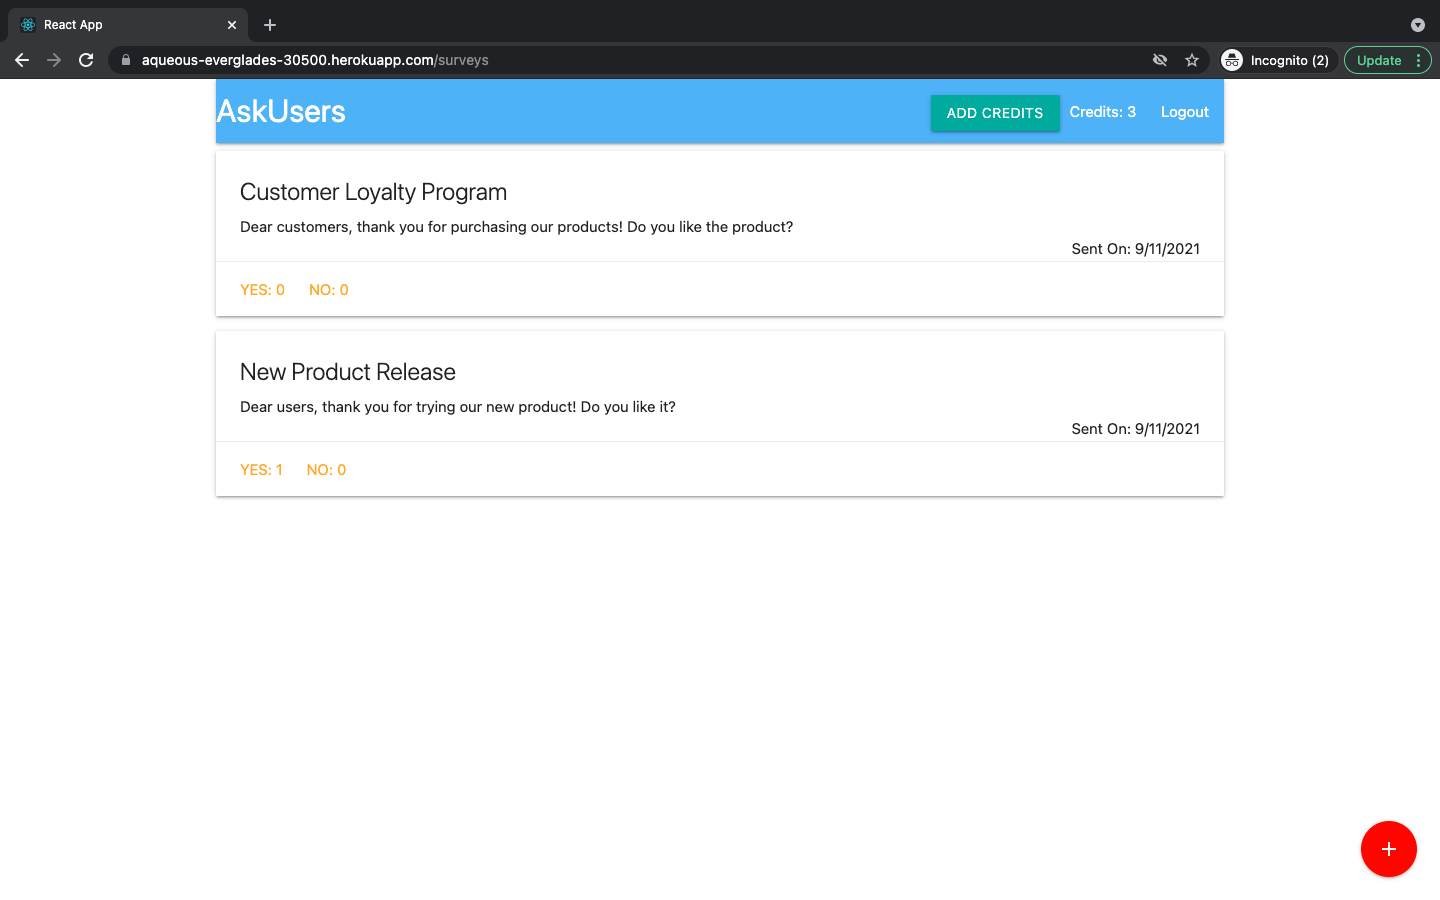 React App
aqueous-everglades-30500.herokuapp.com/surveys
Incognito (2)
Update
AskUsers
ADD CREDITS
Credits: 3
Logout
Customer Loyalty Program
Dear customers, thank you for purchasing our products! Do you like the product?
Sent On: 9/11/2021
YES: 0 NO: 0
New Product Release
Dear users, thank you for trying our new product! Do you like it?
Sent On: 9/11/2021
YES: 1 NO: 0